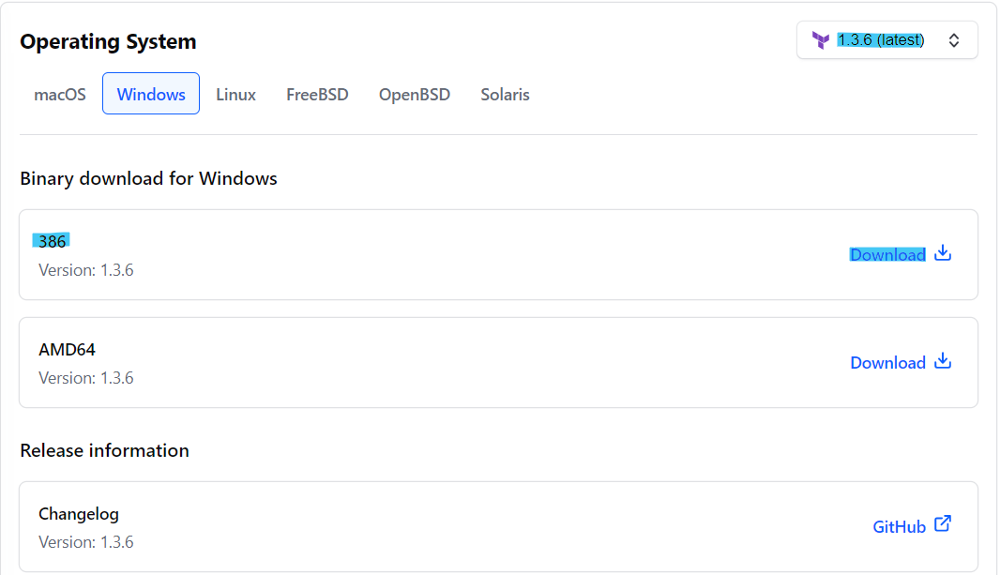 Operating System
1.3.6 (latest)
macOS Windows Linux FreeBSD OpenBSD Solaris
Binary download for Windows
386
Version: 1.3.6
Download
AMD64
Version: 1.3.6
Download
Release information
Changelog
Version: 1.3.6
GitHub